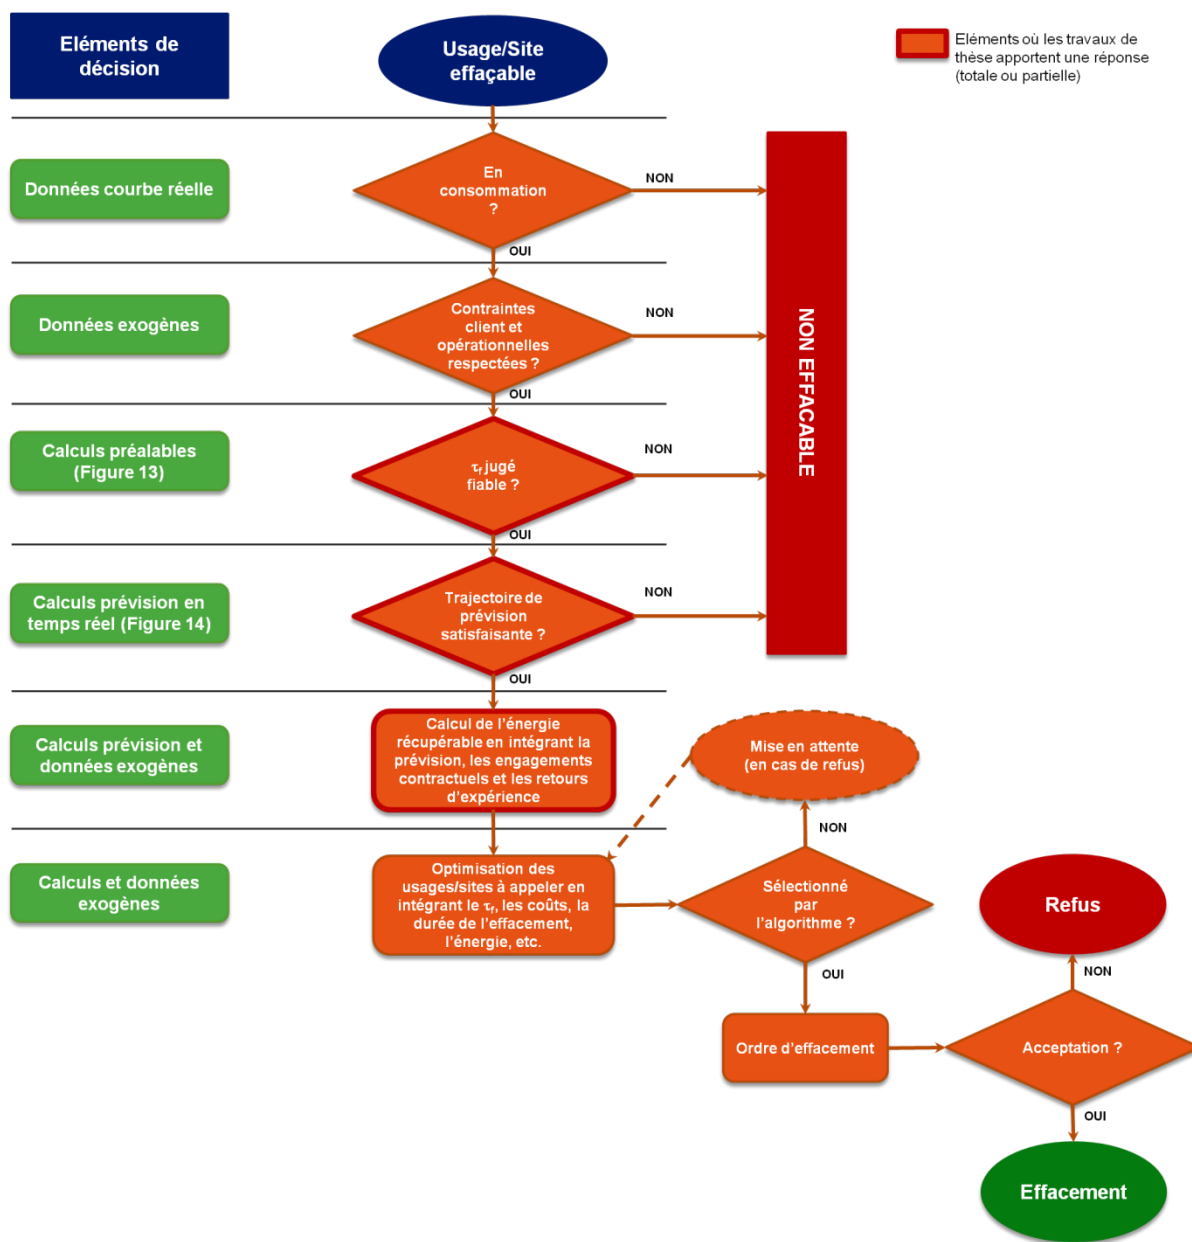 Eléments de
décision
Usage/Site
effaçable
Eléments où les travaux de
thèse apportent une réponse
(totale ou partielle)
Données courbe réelle
En
consommation
?
NON
OUI
Données exogènes
Contraintes
client et
opérationnelles
respectées ?
NON
OUI
NON EFFACABLE
Calculs préalables
(Figure 13)
τf jugé
fiable ?
NON
OUI
Calculs prévision en
temps réel (Figure 14)
Trajectoire de
prévision
satisfaisante ?
NON
OUI
Calculs prévision et
données exogènes
Calcul de l'énergie
récupérable en intégrant la
prévision, les engagements
contractuels et les retours
d'expérience
Mise en attente
(en cas de refus)
NON
Calculs et données
exogènes
Optimisation des
usages/sites à appeler en
intégrant le τf, les coûts, la
durée de l'effacement,
l'énergie, etc.
Sélectionné
par
l'algorithme ?
OUI
Refus
NON
Ordre d'effacement
Acceptation ?
OUI
Effacement